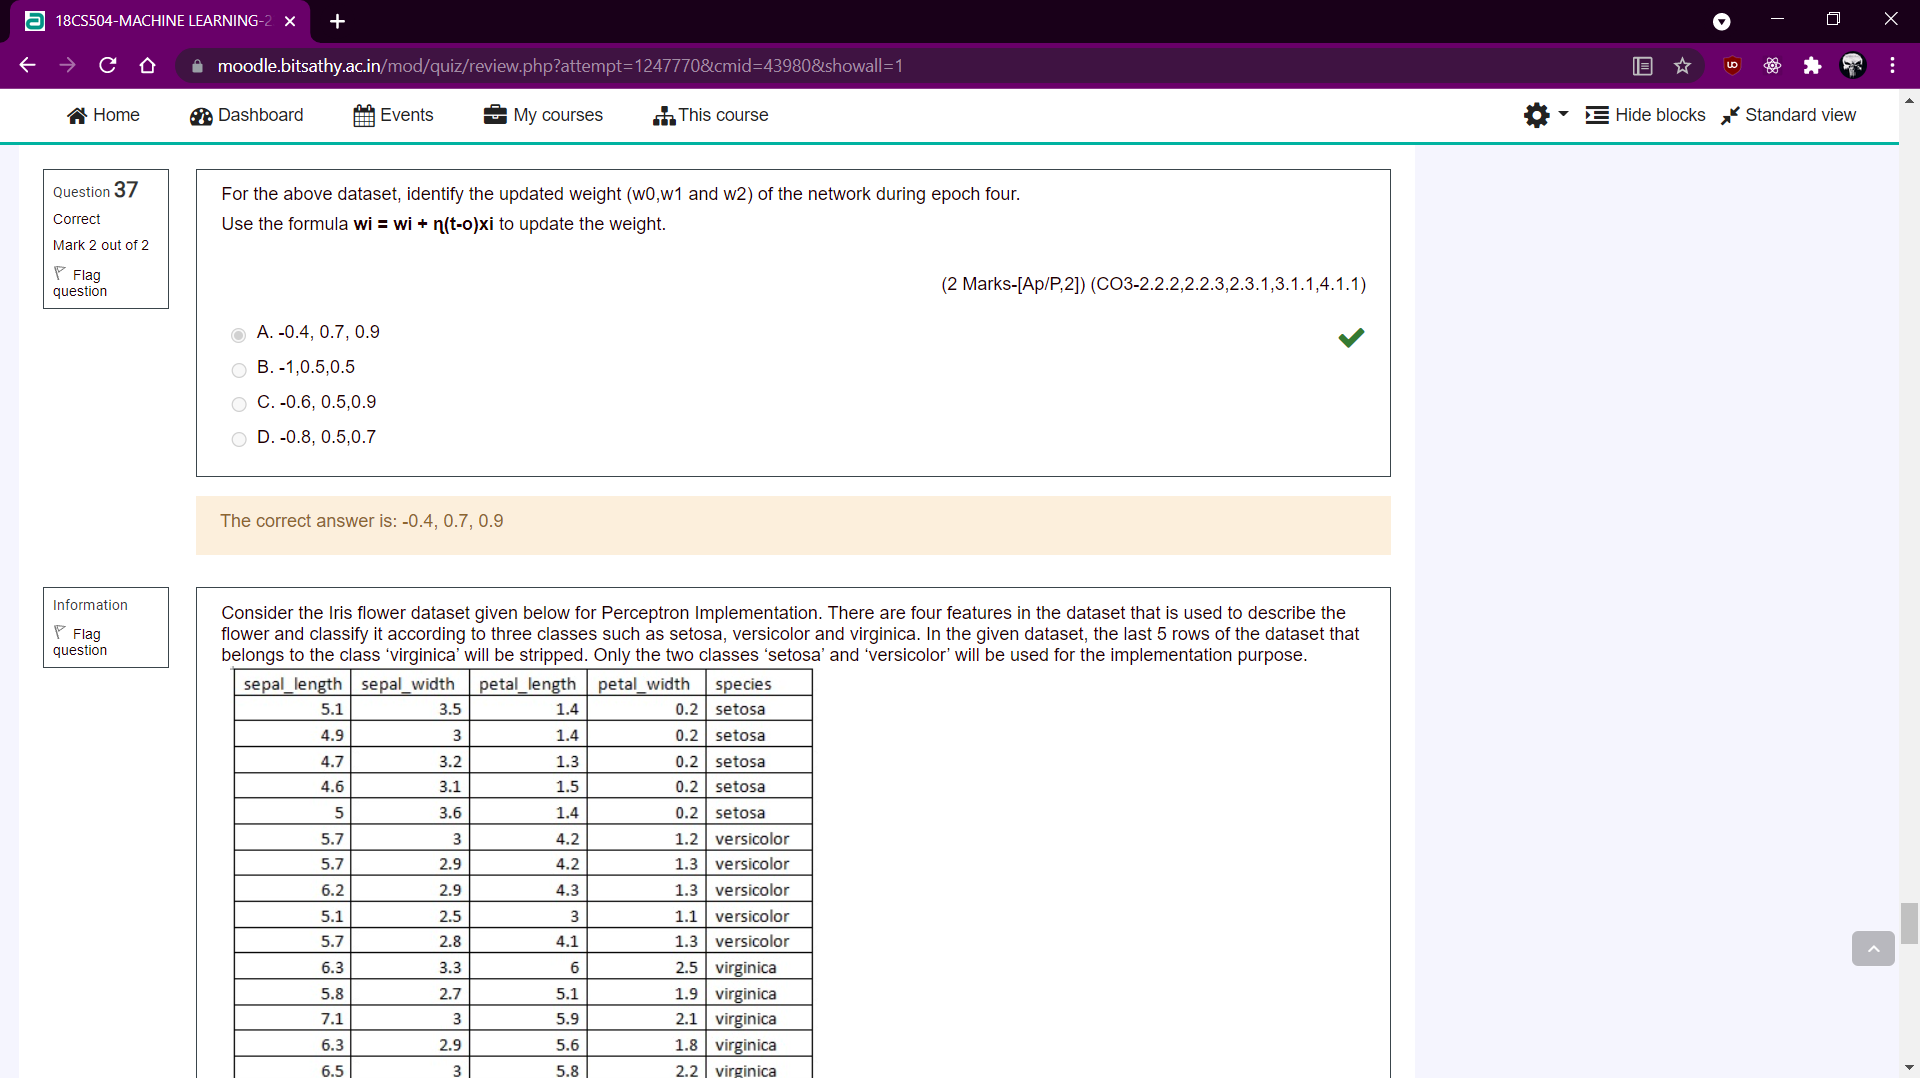 18CS504-MACHINE LEARNING-2
moodle.bitsathy.ac.in/mod/quiz/review.php?attempt=1247770&cmid=43980&showall=1
Home Dashboard Events My courses This course Hide blocks Standard view
Question 37
Correct
Mark 2 out of 2
Flag question
For the above dataset, identify the updated weight (w0,w1 and w2) of the network during epoch four.
Use the formula wi = wi + η(t-o)xi to update the weight.
(2 Marks-[Ap/P,2]) (CO3-2.2.2,2.2.3,2.3.1,3.1.1,4.1.1)
A. -0.4, 0.7, 0.9
B. -1,0.5,0.5
C. -0.6, 0.5,0.9
D. -0.8, 0.5,0.7
The correct answer is: -0.4, 0.7, 0.9
Information
Flag question
Consider the Iris flower dataset given below for Perceptron Implementation. There are four features in the dataset that is used to describe the
flower and classify it according to three classes such as setosa, versicolor and virginica. In the given dataset, the last 5 rows of the dataset that
belongs to the class ‘virginica’ will be stripped. Only the two classes ‘setosa’ and ‘versicolor’ will be used for the implementation purpose.
sepal_length sepal_width petal_length petal_width species
5.1 3.5 1.4 0.2 setosa
4.9 3 1.4 0.2 setosa
4.7 3.2 1.3 0.2 setosa
4.6 3.1 1.5 0.2 setosa
5 3.6 1.4 0.2 setosa
5.7 3 4.2 1.2 versicolor
5.7 2.9 4.2 1.3 versicolor
6.2 2.9 4.3 1.3 versicolor
5.1 2.5 3 1.1 versicolor
5.7 2.8 4.1 1.3 versicolor
6.3 3.3 6 2.5 virginica
5.8 2.7 5.1 1.9 virginica
7.1 3 5.9 2.1 virginica
6.3 2.9 5.6 1.8 virginica
6.5 3 5.8 2.2 virginica